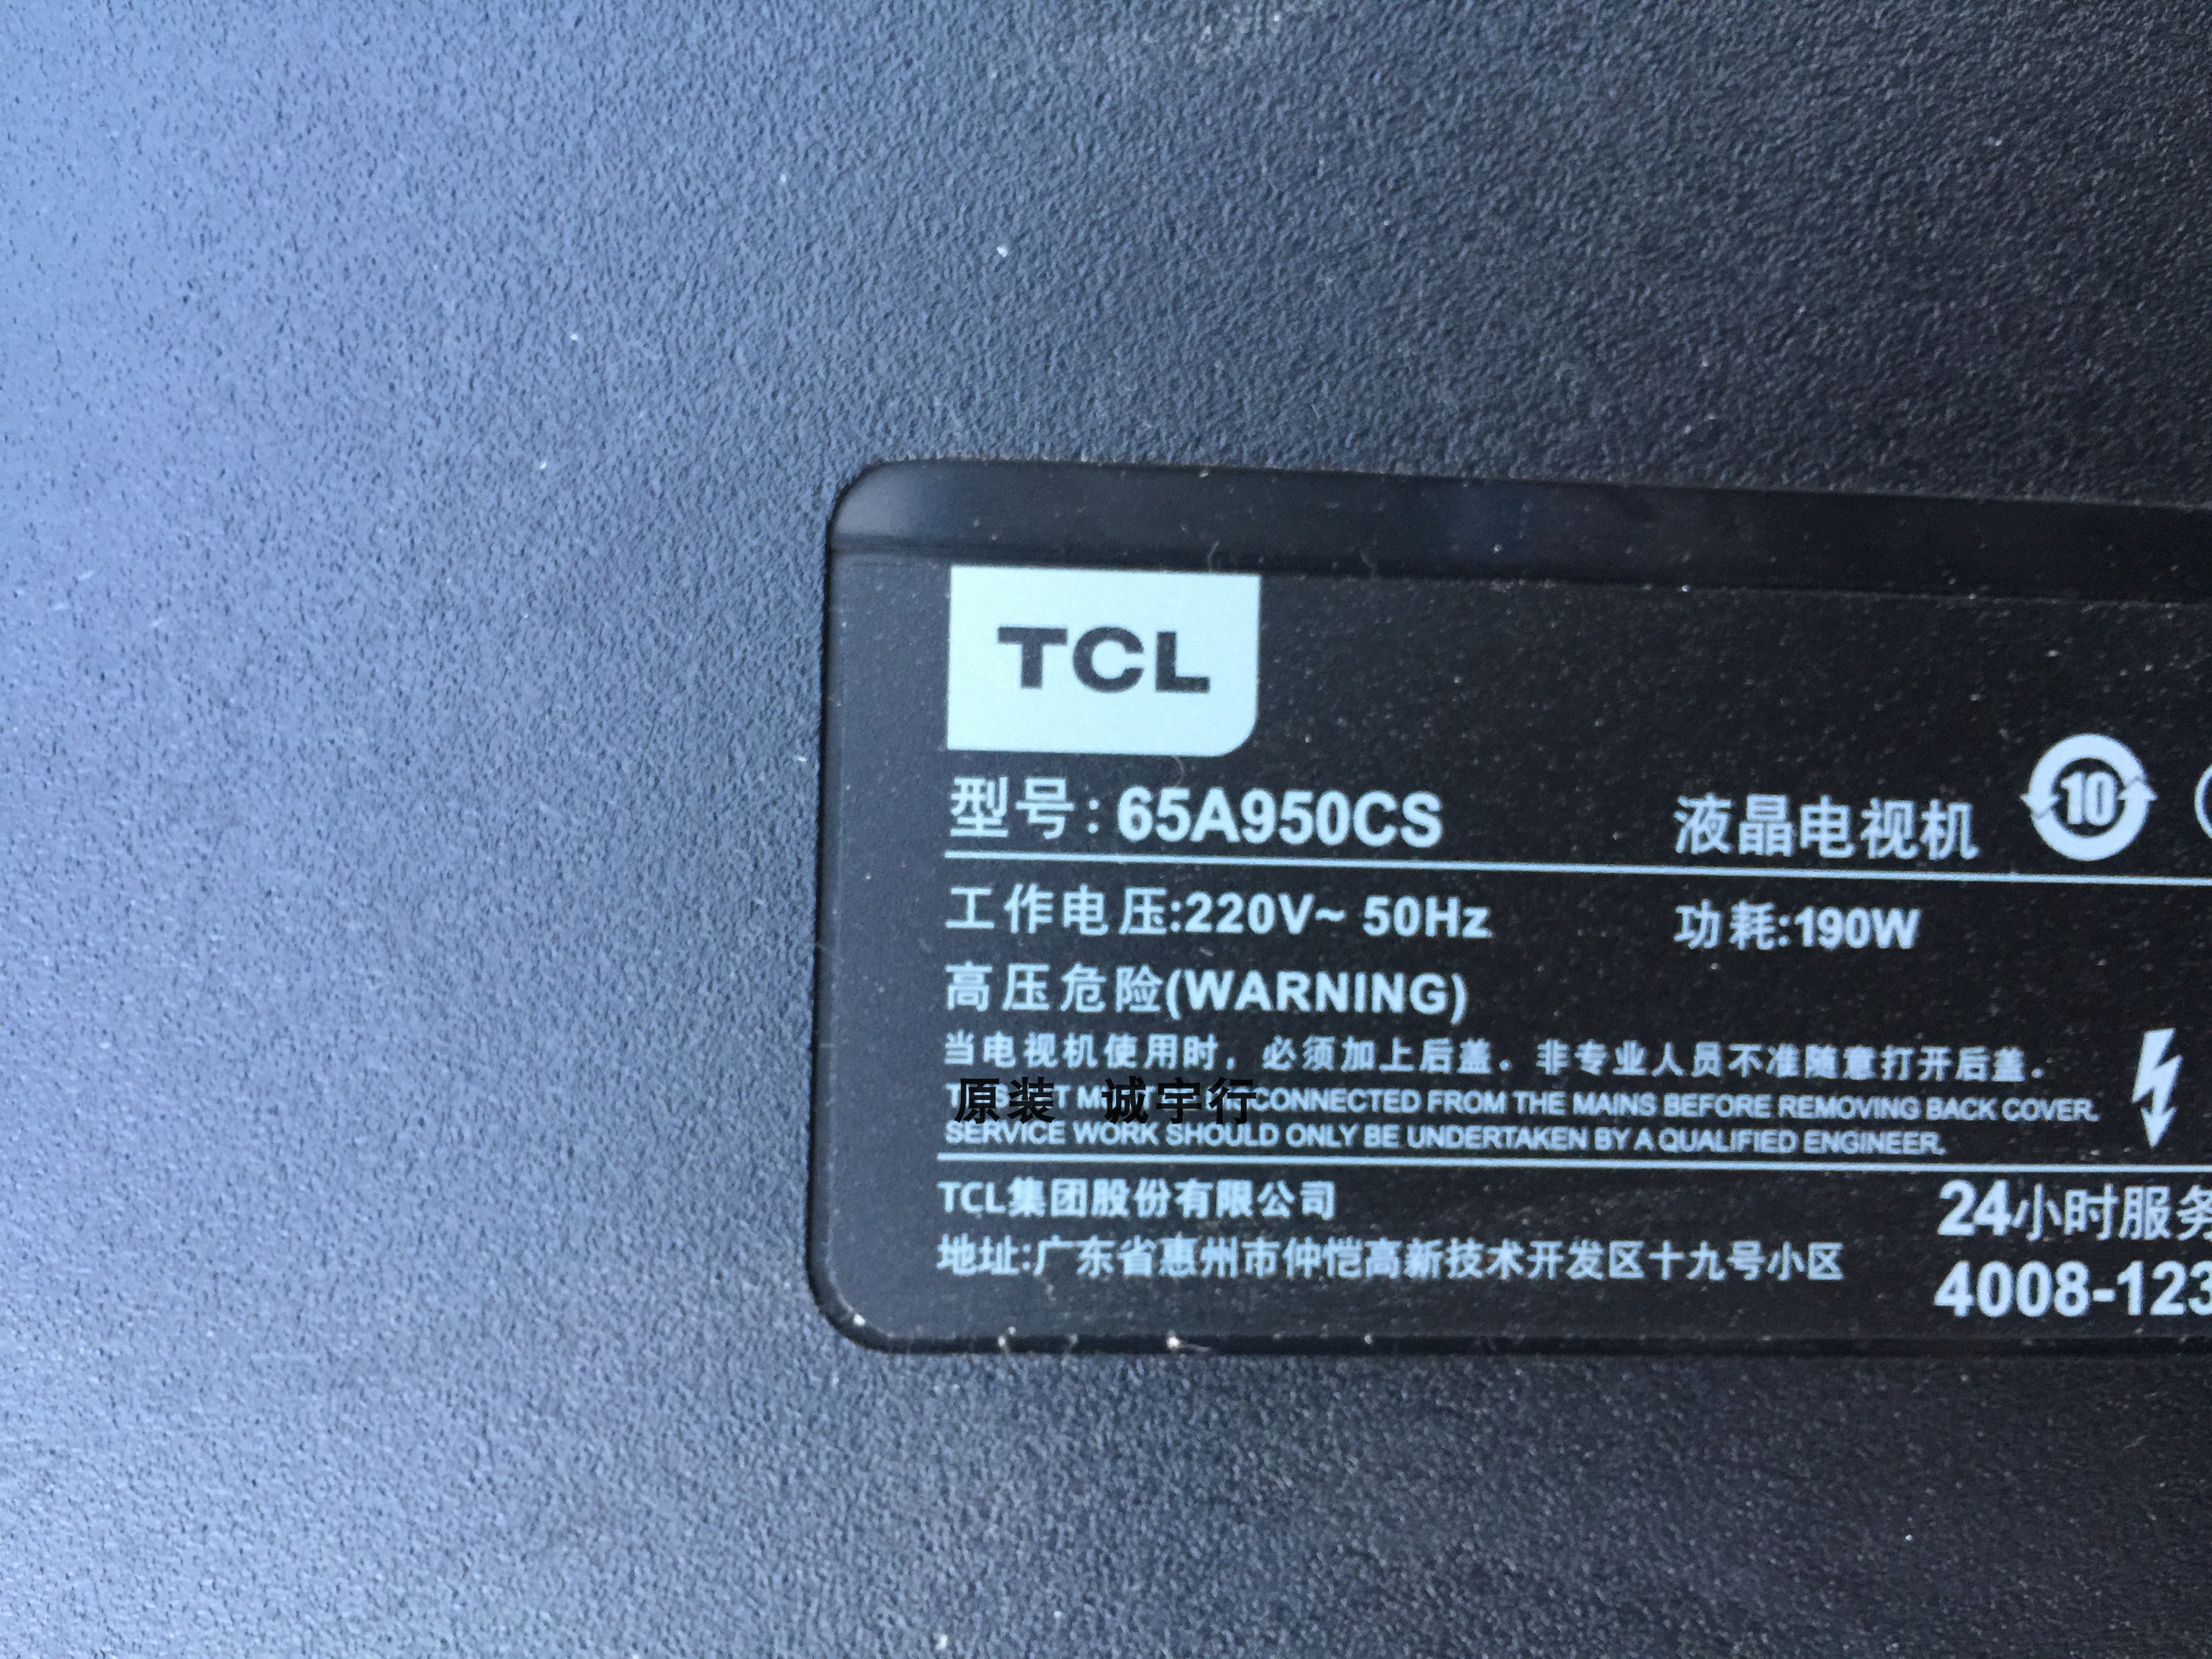 TCL
型号: 65A950CS 液晶电视机 10
工作电压:220V~ 50Hz 功耗:190W
高压危险(WARNING)
当电视机使用时，必须加上后盖．非专业人员不准随意打开后盖．
原装 诚宇行
CONNECTED FROM THE MAINS BEFORE REMOVING BACK COVER.
SERVICE WORK SHOULD ONLY BE UNDERTAKEN BY A QUALIFIED ENGINEER.
TCL集团股份有限公司 24小时服务
地址:广东省惠州市仲恺高新技术开发区十九号小区 4008-123